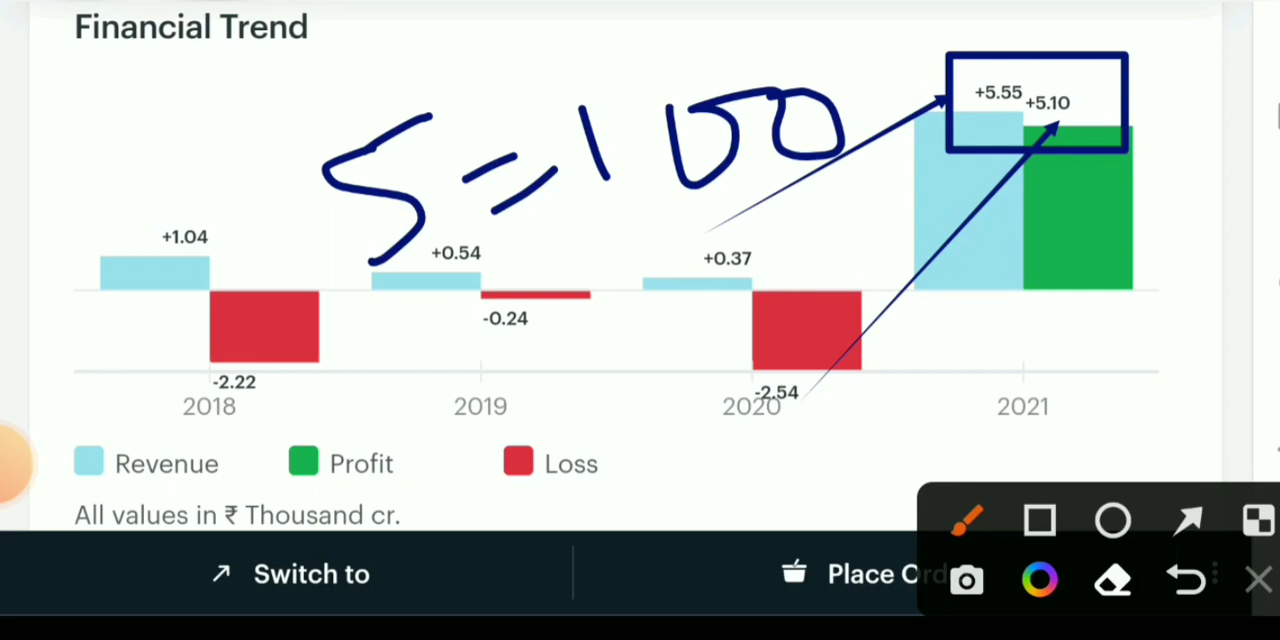 Financial Trend
+5.55
+5.10
5=100
+1.04
+0.54
+0.37
-0.24
-2.22
-2.54
2018 2019 2020 2021
Revenue Profit Loss
All values in ₹ Thousand cr.
Switch to Place Ord